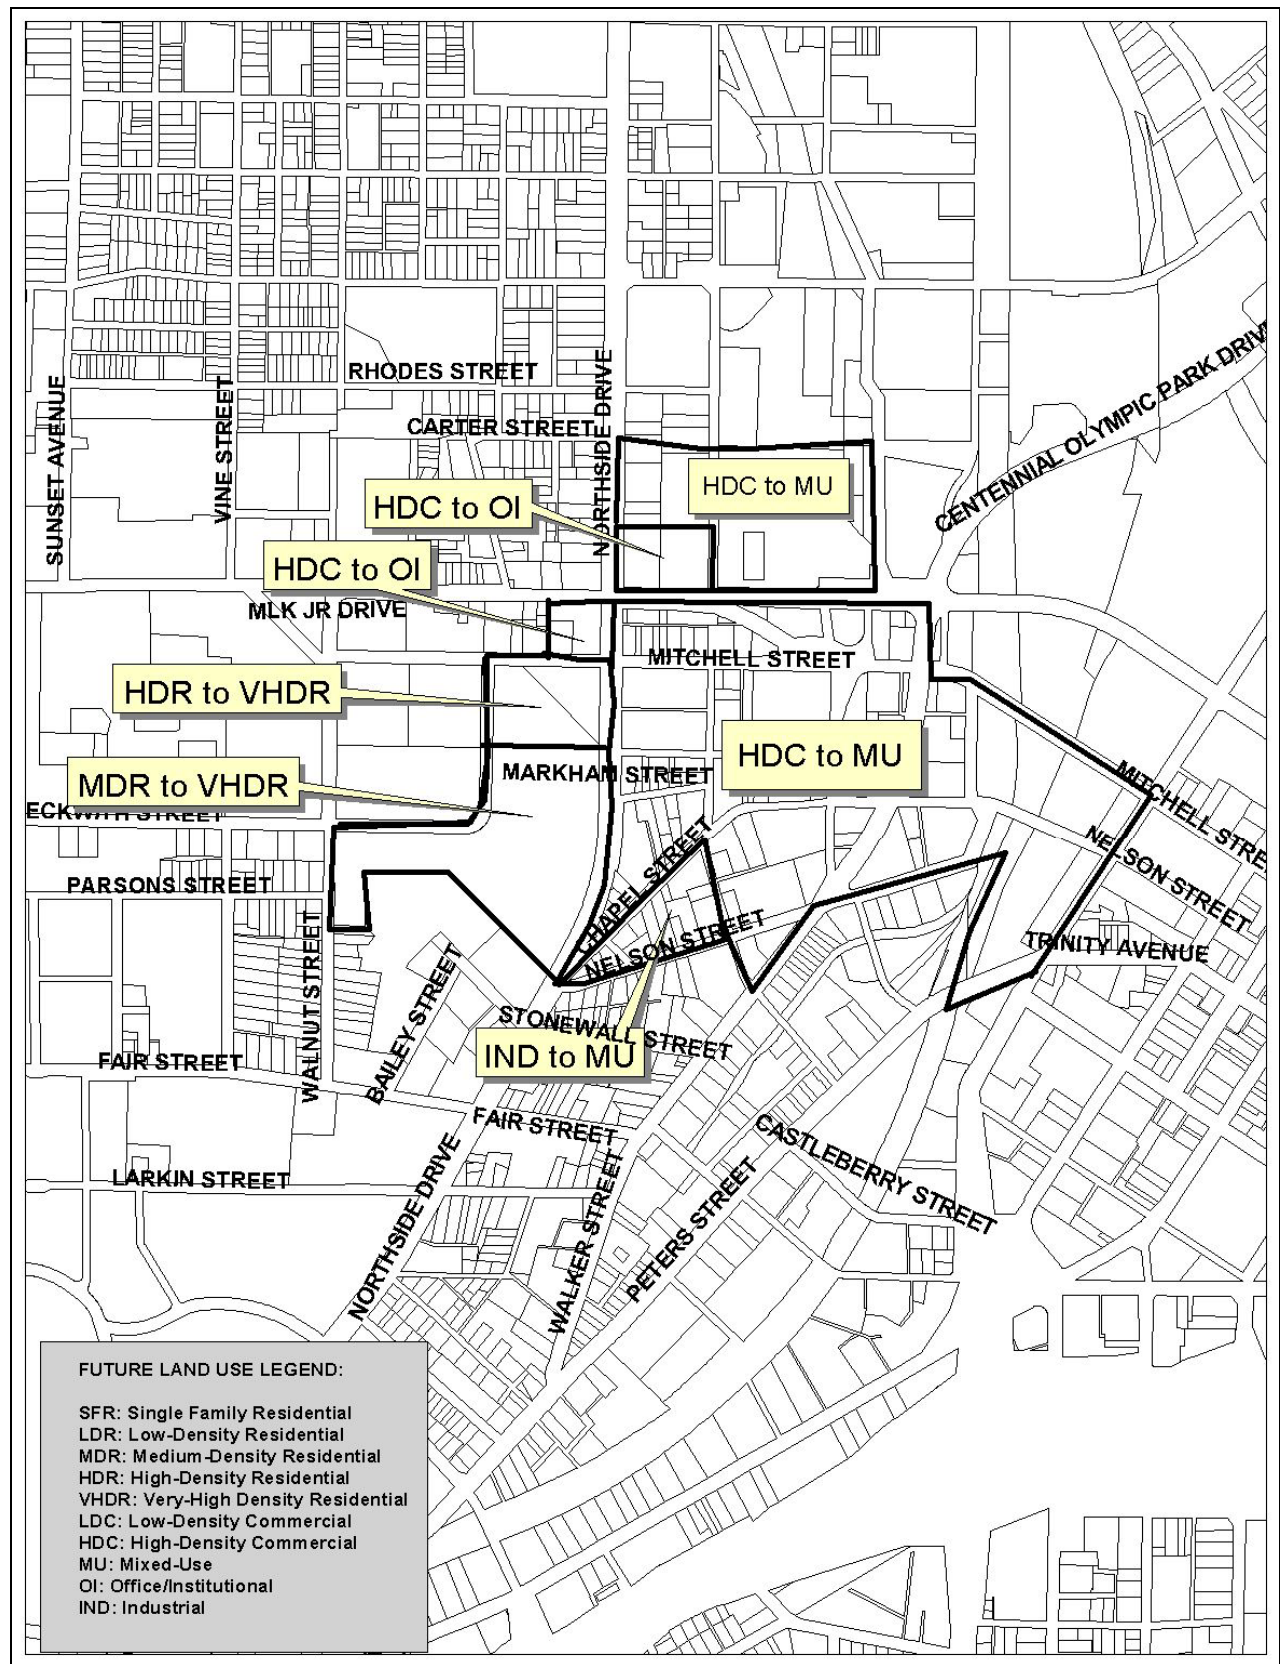 RHODES STREET
CARTER STREET
SUNSET AVENUE
VINE STREET
NORTHSIDE DRIVE
CENTENNIAL OLYMPIC PARK DRIV
HDC to MU
HDC to OI
HDC to OI
MLK JR DRIVE
MITCHELL STREET
HDR to VHDR
HDC to MU
MDR to VHDR
MARKHAM STREET
MITCHELL STRE
ECKWITH STREET
NELSON STREET
CHAPEL STREET
PARSONS STREET
NELSON STREET
TRINITY AVENUE
WALNUT STREET
BAILEY STREET
STONEWALL STREET
IND to MU
FAIR STREET
FAIR STREET
CASTLEBERRY STREET
LARKIN STREET
NORTHSIDE DRIVE
WALKER STREET
PETERS STREET
FUTURE LAND USE LEGEND:
SFR: Single Family Residential
LDR: Low-Density Residential
MDR: Medium-Density Residential
HDR: High-Density Residential
VHDR: Very-High Density Residential
LDC: Low-Density Commercial
HDC: High-Density Commercial
MU: Mixed-Use
OI: Office/Institutional
IND: Industrial